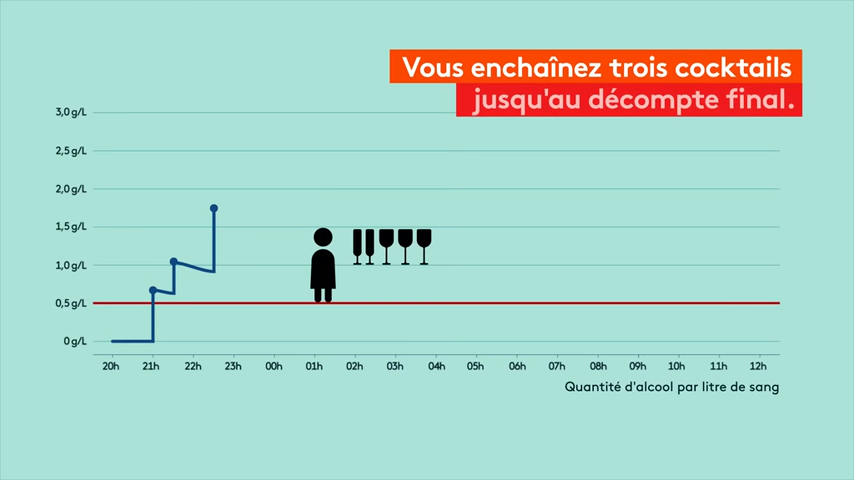 Vous enchaînez trois cocktails
jusqu'au décompte final.
3,0 g/L
2,5 g/L
2,0 g/L
1,5 g/L
1,0 g/L
0,5 g/L
0 g/L
20h 21h 22h 23h 00h 01h 02h 03h 04h 05h 06h 07h 08h 09h 10h 11h 12h
Quantité d'alcool par litre de sang